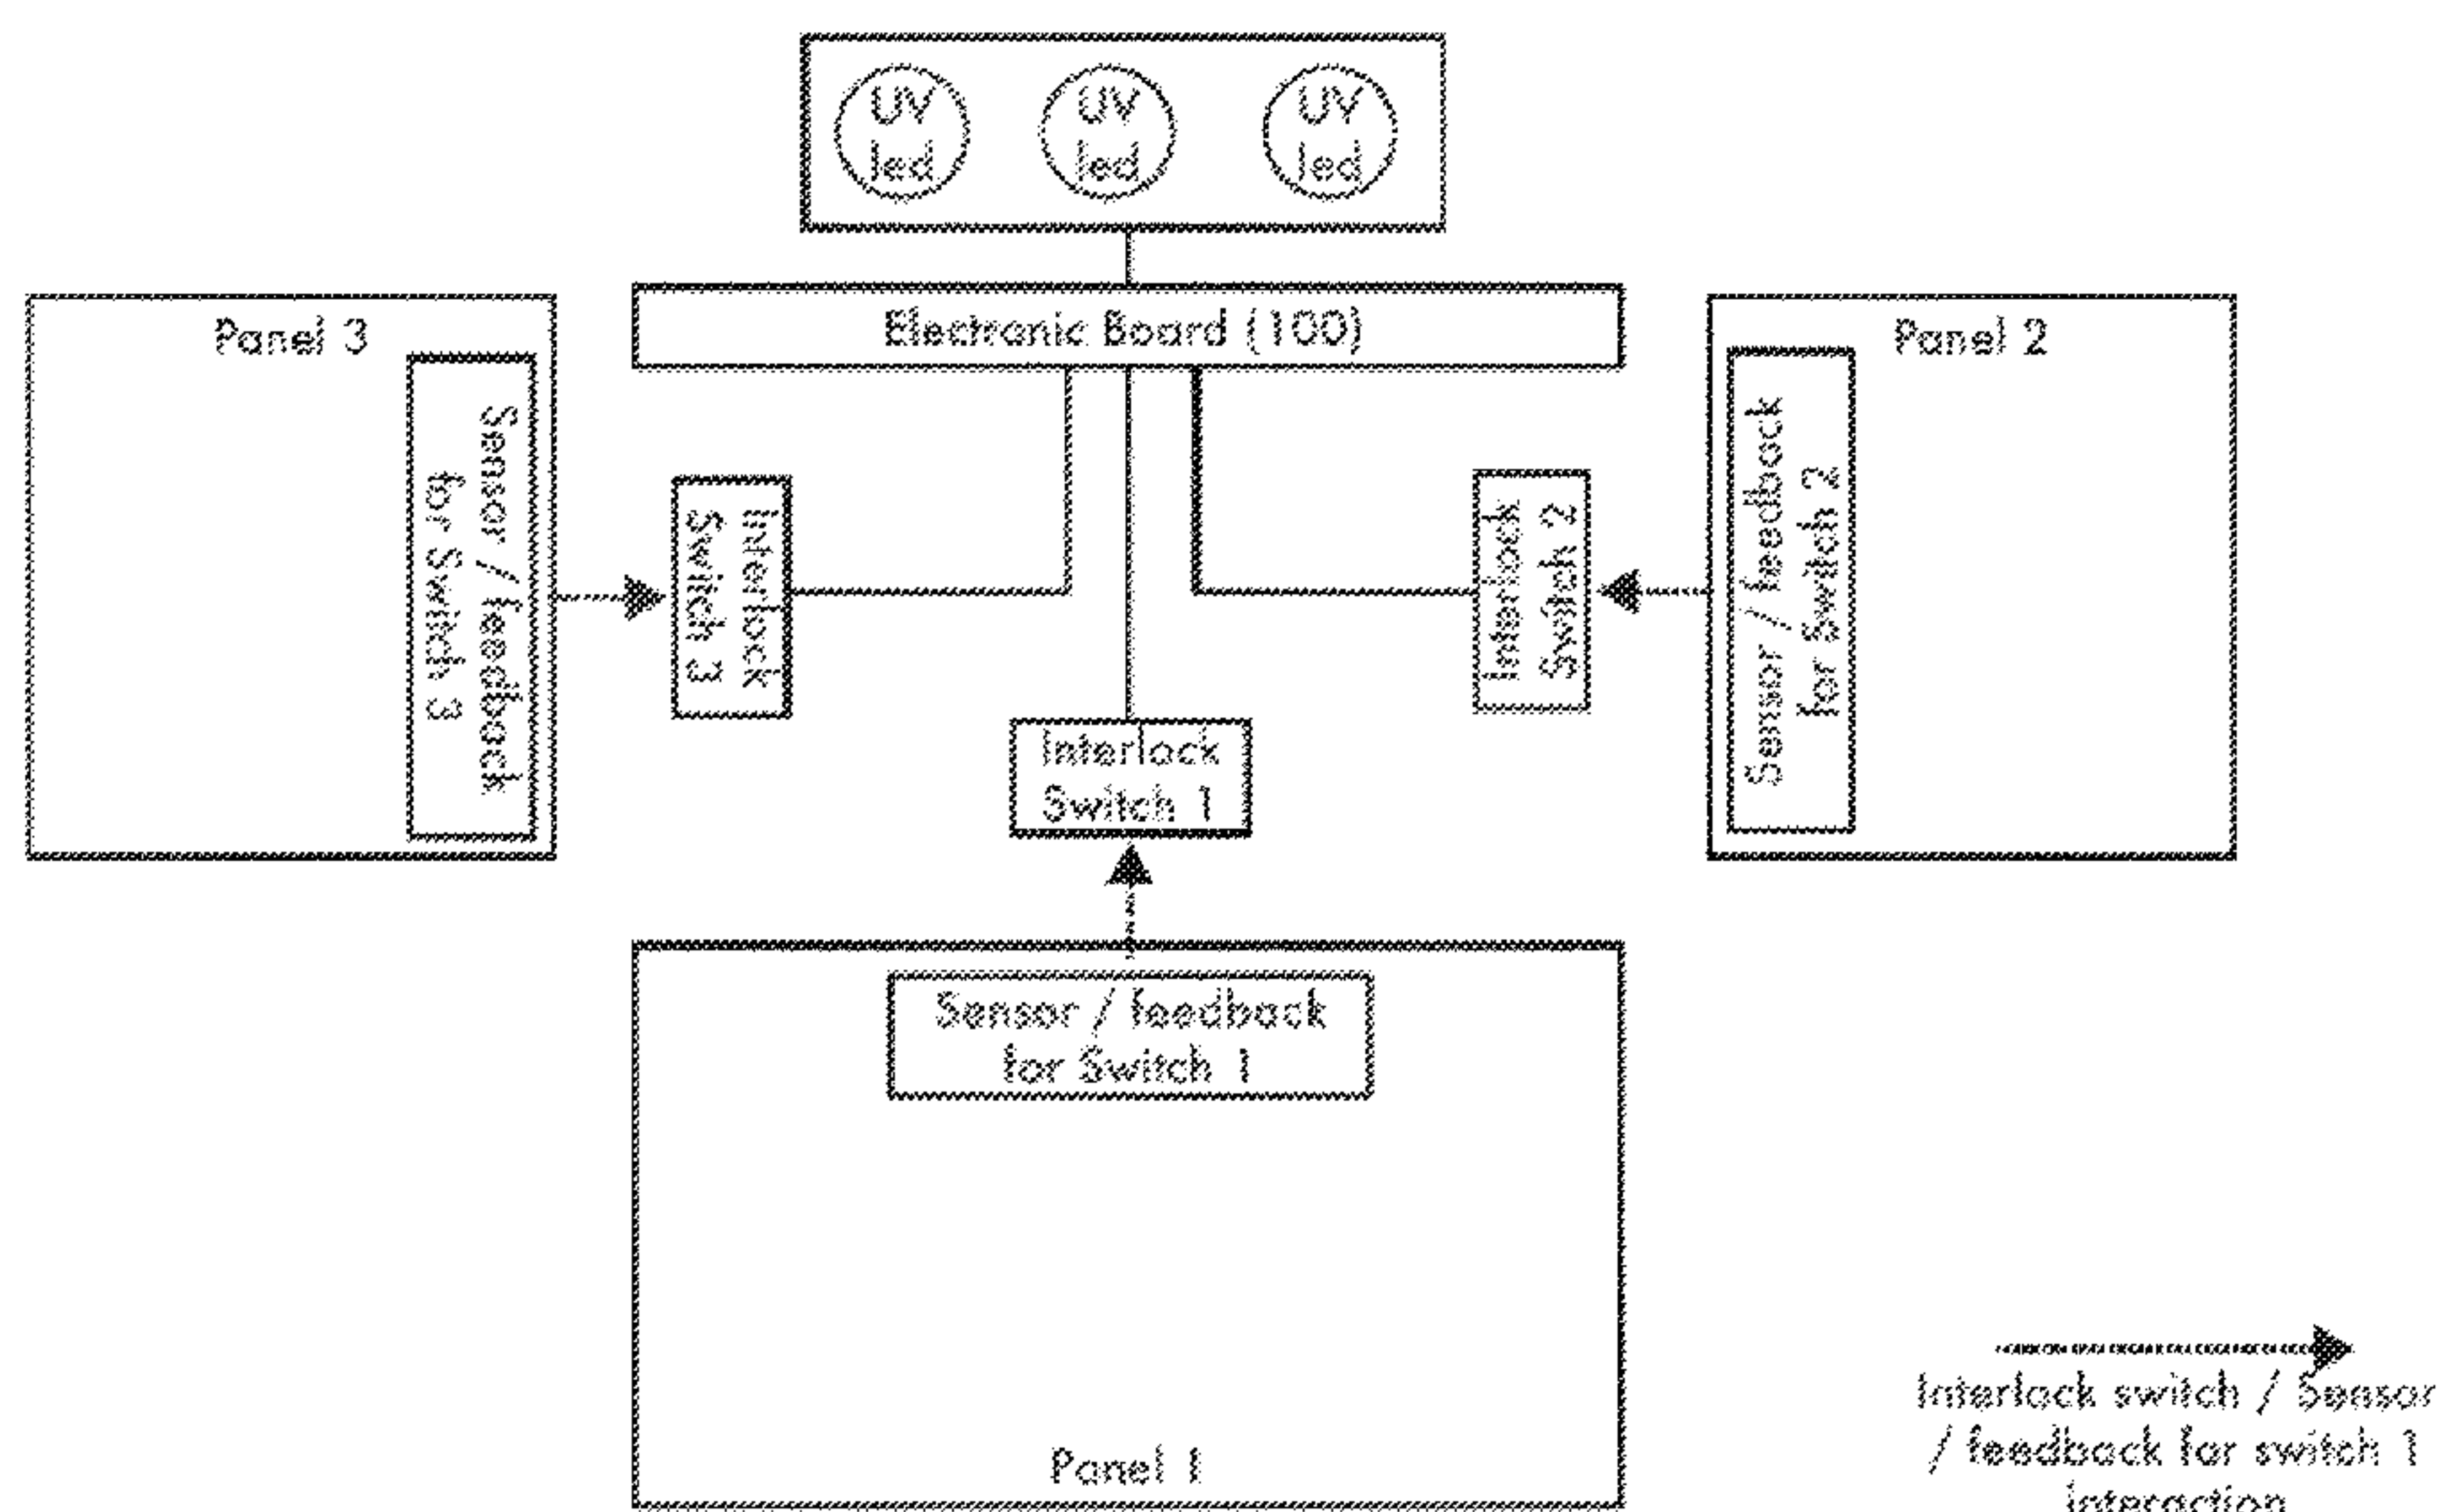 UV
led
UV
led
UV
led
Electronic Board (100)
Panel 3
Sensor / feedback
for Switch 3
Interlock
Switch 3
Interlock
Switch 2
Panel 2
Sensor / feedback
for Switch 2
Interlock
Switch 1
Sensor / feedback
for Switch 1
Panel 1
Interlock switch / Sensor
/ feedback for switch 1
interaction